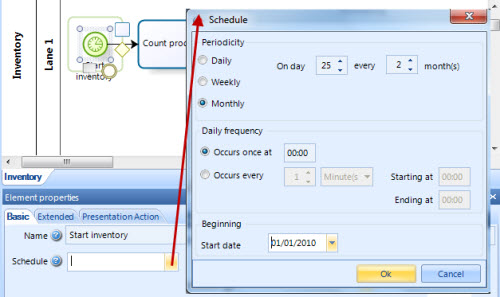 Inventory
Lane 1
Start
inventory
Count proc
Inventory
Element properties
Basic
Extended
Presentation Action
Name
Start inventory
Schedule
Schedule
Periodicity
Daily
On day 25 every 2 month(s)
Weekly
Monthly
Daily frequency
Occurs once at 00:00
Occurs every 1 Minute(s Starting at 00:00
Ending at 00:00
Beginning
Start date 01/01/2010
Ok
Cancel